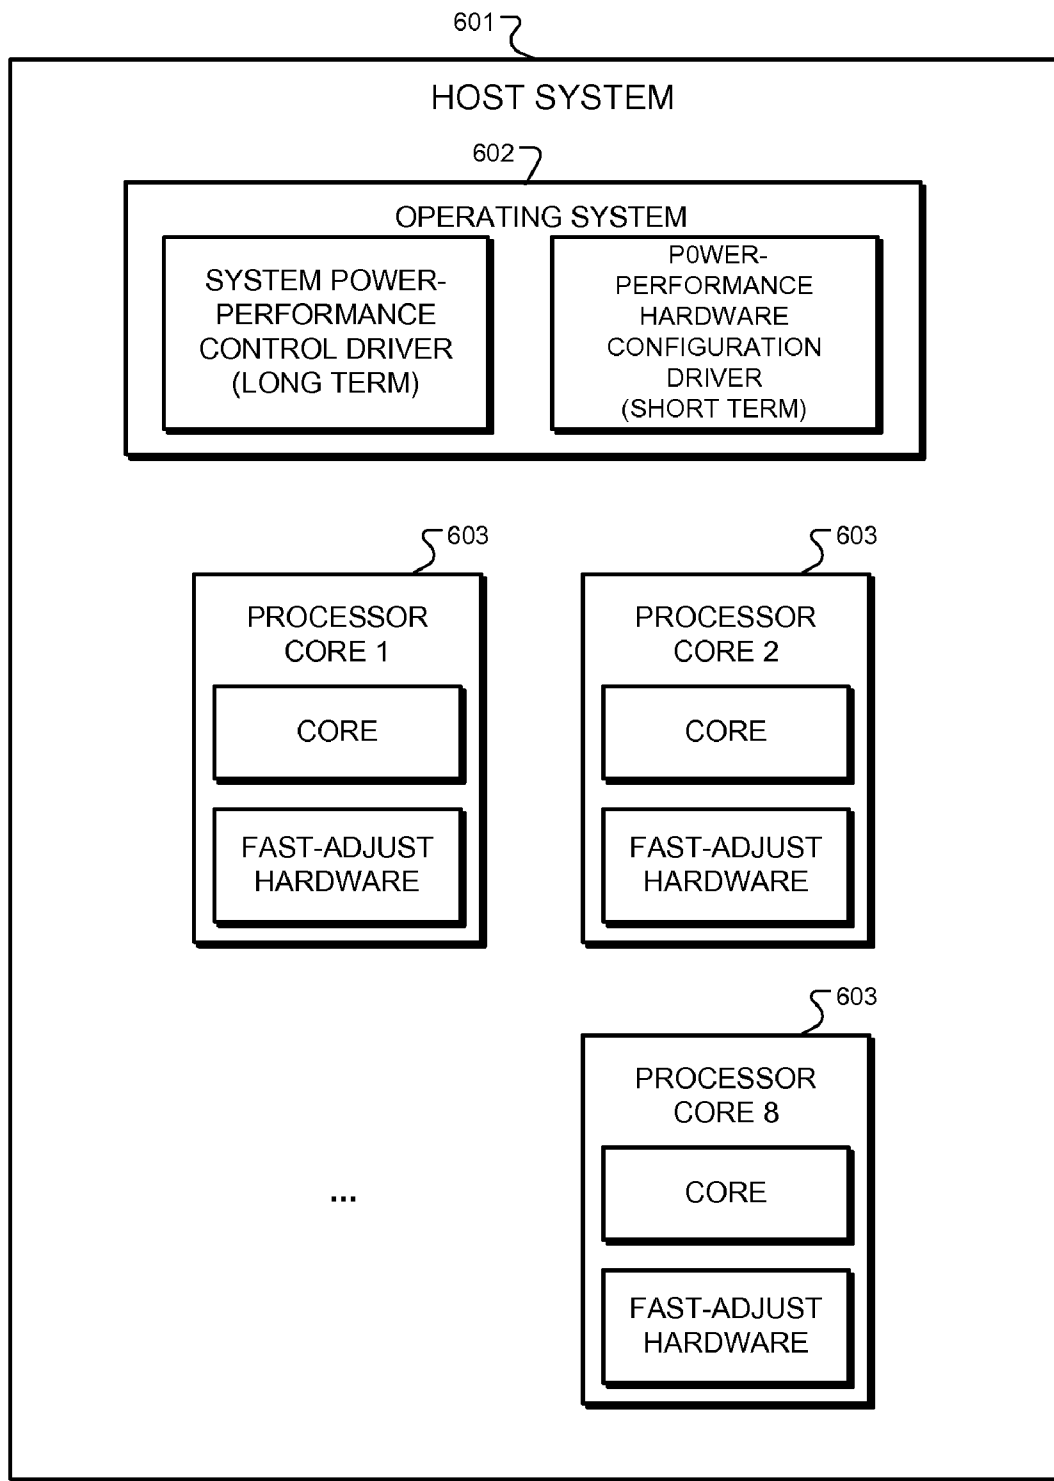 601
HOST SYSTEM
602
OPERATING SYSTEM
SYSTEM POWER-
PERFORMANCE
CONTROL DRIVER
(LONG TERM)
P0WER-
PERFORMANCE
HARDWARE
CONFIGURATION
DRIVER
(SHORT TERM)
603
PROCESSOR
CORE 1
CORE
FAST-ADJUST
HARDWARE
603
PROCESSOR
CORE 2
CORE
FAST-ADJUST
HARDWARE
...
603
PROCESSOR
CORE 8
CORE
FAST-ADJUST
HARDWARE